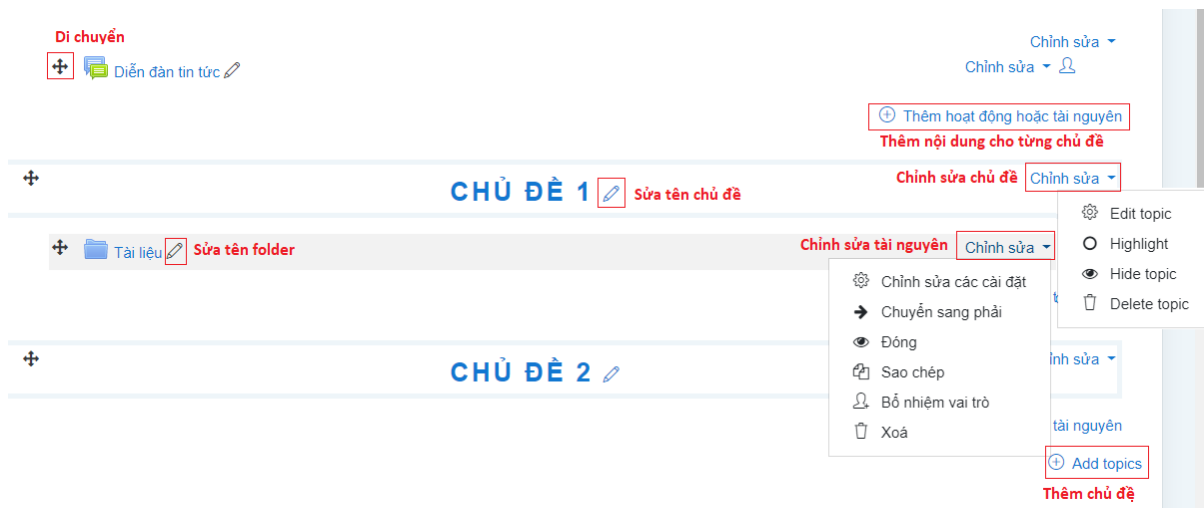 Di chuyển
Chỉnh sửa
Diễn đàn tin tức
Chỉnh sửa
Thêm hoạt động hoặc tài nguyên
Thêm nội dung cho từng chủ đề
CHỦ ĐỀ 1
Sửa tên chủ đề
Chỉnh sửa chủ đề
Chỉnh sửa
Edit topic
Highlight
Hide topic
Delete topic
Tài liệu
Sửa tên folder
Chỉnh sửa tài nguyên
Chỉnh sửa
Chỉnh sửa các cài đặt
Chuyển sang phải
Đóng
Sao chép
Bổ nhiệm vai trò
Xoá
CHỦ ĐỀ 2
sửa
tài nguyên
Add topics
Thêm chủ đề